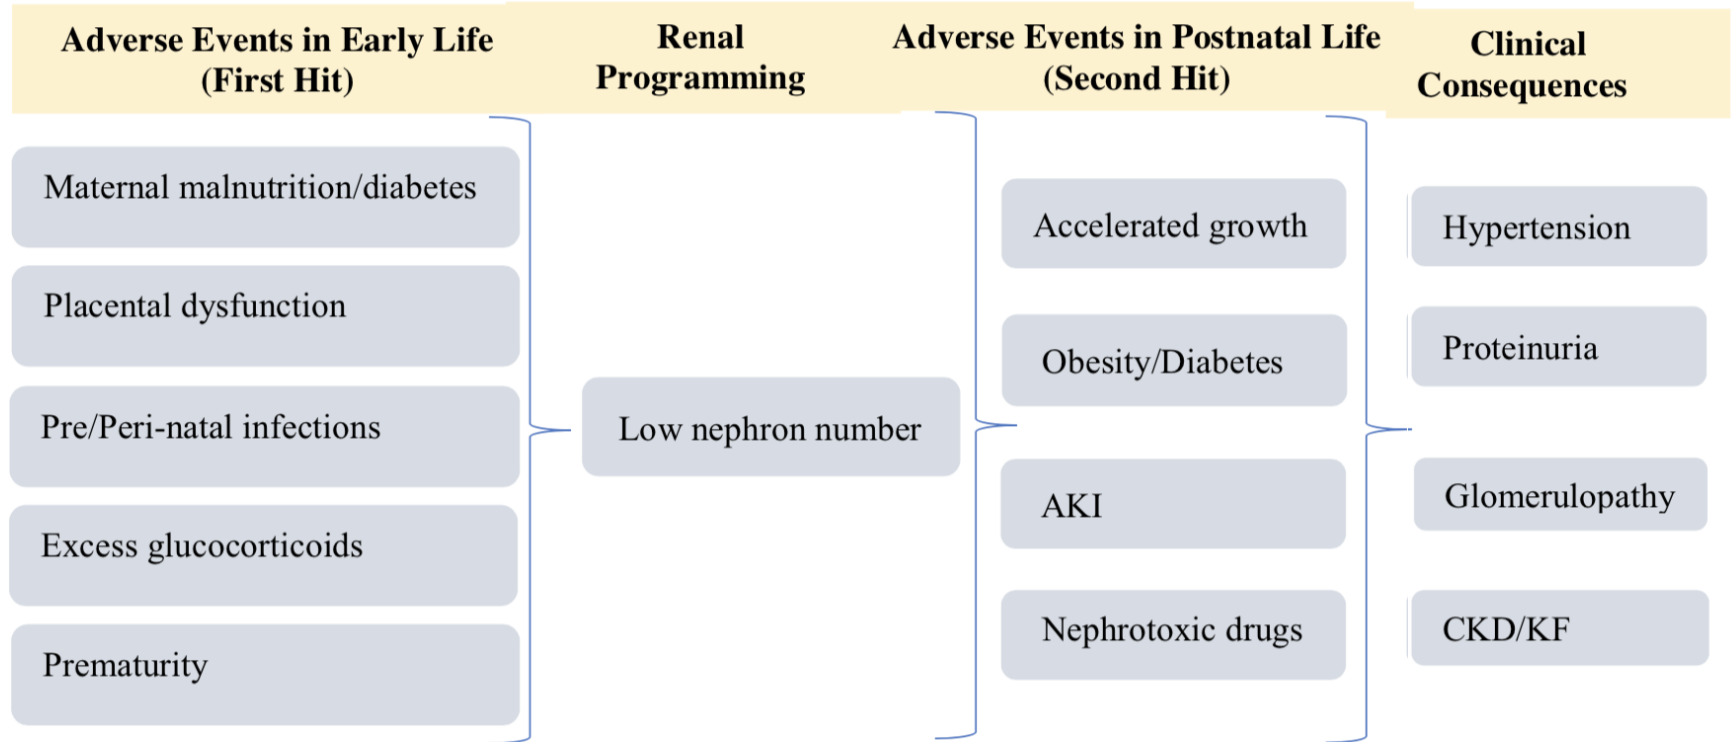 Adverse Events in Early Life
(First Hit)
Renal
Programming
Adverse Events in Postnatal Life
(Second Hit)
Clinical
Consequences
Maternal malnutrition/diabetes
Placental dysfunction
Pre/Peri-natal infections
Excess glucocorticoids
Prematurity
Low nephron number
Accelerated growth
Obesity/Diabetes
AKI
Nephrotoxic drugs
Hypertension
Proteinuria
Glomerulopathy
CKD/KF